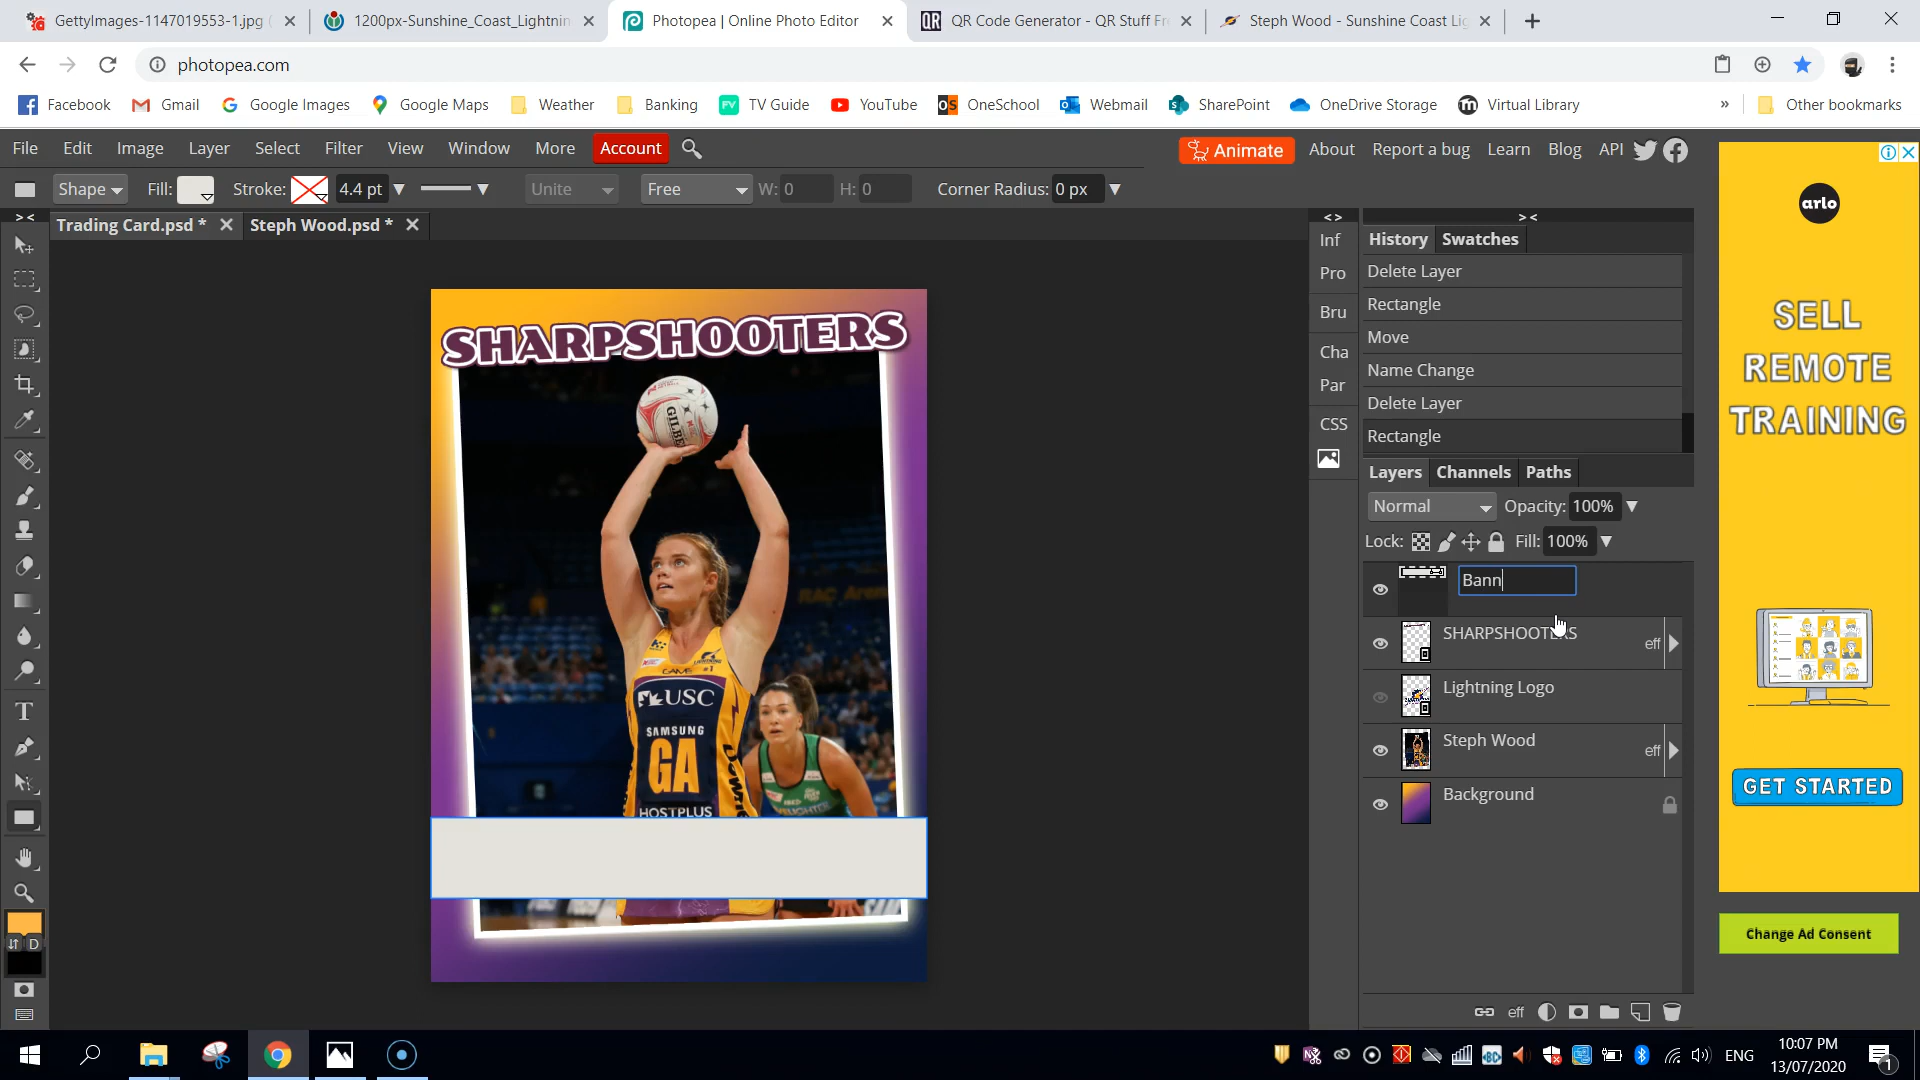 GettyImages-1147019553-1.jpg (
1200px-Sunshine_Coast_Lightnin
Photopea | Online Photo Editor
QR Code Generator - QR Stuff Fr
Steph Wood - Sunshine Coast Lig
photopea.com
Facebook
Gmail
Google Images
Google Maps
Weather
Banking
TV Guide
YouTube
OneSchool
Webmail
SharePoint
OneDrive Storage
Virtual Library
»
Other bookmarks
File Edit Image Layer Select Filter View Window More Account
Animate
About Report a bug Learn Blog API
Shape Fill: Stroke: 4.4 pt Unite Free W: 0 H: 0 Corner Radius: 0 px
Trading Card.psd *
Steph Wood.psd *
Inf
Pro
Bru
Cha
Par
CSS
History Swatches
Delete Layer
Rectangle
Move
Name Change
Delete Layer
Rectangle
Layers Channels Paths
Normal Opacity: 100%
Lock: Fill: 100%
Bann
SHARPSHOOTERS eff
Lightning Logo
Steph Wood eff
Background
eff
SHARPSHOOTERS
GILBE
RAC Arena
#1
USC
SAMSUNG
GA
HOSTPLUS
T
D
arlo
SELL
REMOTE
TRAINING
GET STARTED
Change Ad Consent
ENG
10:07 PM
13/07/2020
1